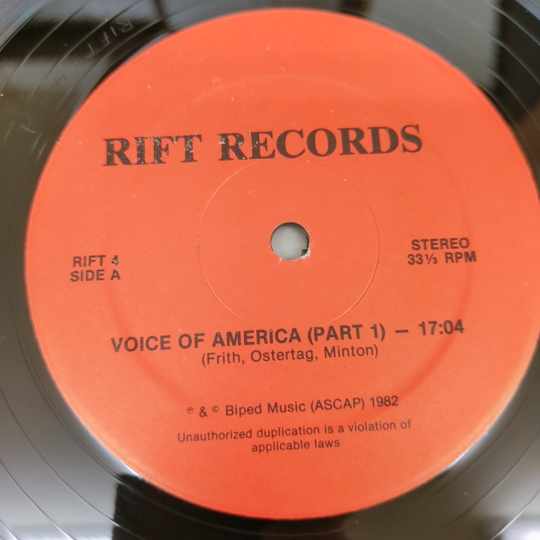 RIFT
RIFT RECORDS
RIFT 4
SIDE A
STEREO
33⅓ RPM
VOICE OF AMERICA (PART 1) — 17:04
(Frith, Ostertag, Minton)
℗ & © Biped Music (ASCAP) 1982
Unauthorized duplication is a violation of
applicable laws